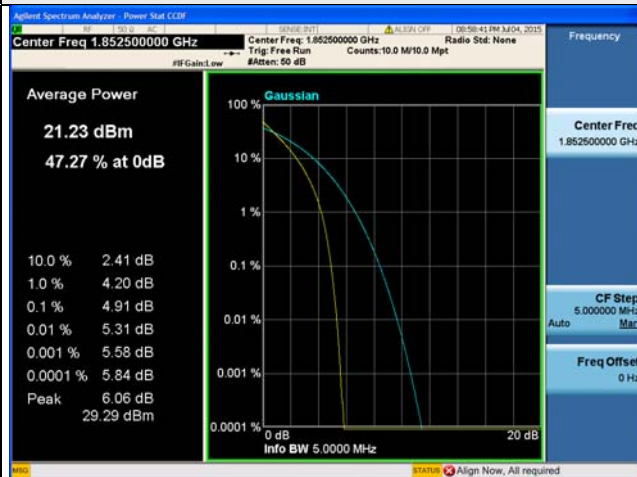 Agilent Spectrum Analyzer - Power Stat CCDF
RF 50 Ω AC SENSE:INT ALIGN OFF 08:58:41 PM Jul 04, 2015
Center Freq 1.852500000 GHz
Center Freq: 1.852500000 GHz Radio Std: None
Trig: Free Run Counts:10.0 M/10.0 Mpt
#IFGain:Low #Atten: 50 dB
Frequency
Average Power
21.23 dBm
47.27 % at 0dB
10.0 % 2.41 dB
1.0 % 4.20 dB
0.1 % 4.91 dB
0.01 % 5.31 dB
0.001 % 5.58 dB
0.0001 % 5.84 dB
Peak 6.06 dB
29.29 dBm
Gaussian
100 %
10 %
1 %
0.1 %
0.01 %
0.001 %
0.0001 %
0 dB 20 dB
Info BW 5.0000 MHz
Center Freq
1.852500000 GHz
CF Step
5.000000 MHz
Auto Man
Freq Offset
0 Hz
MSG STATUS Align Now, All required